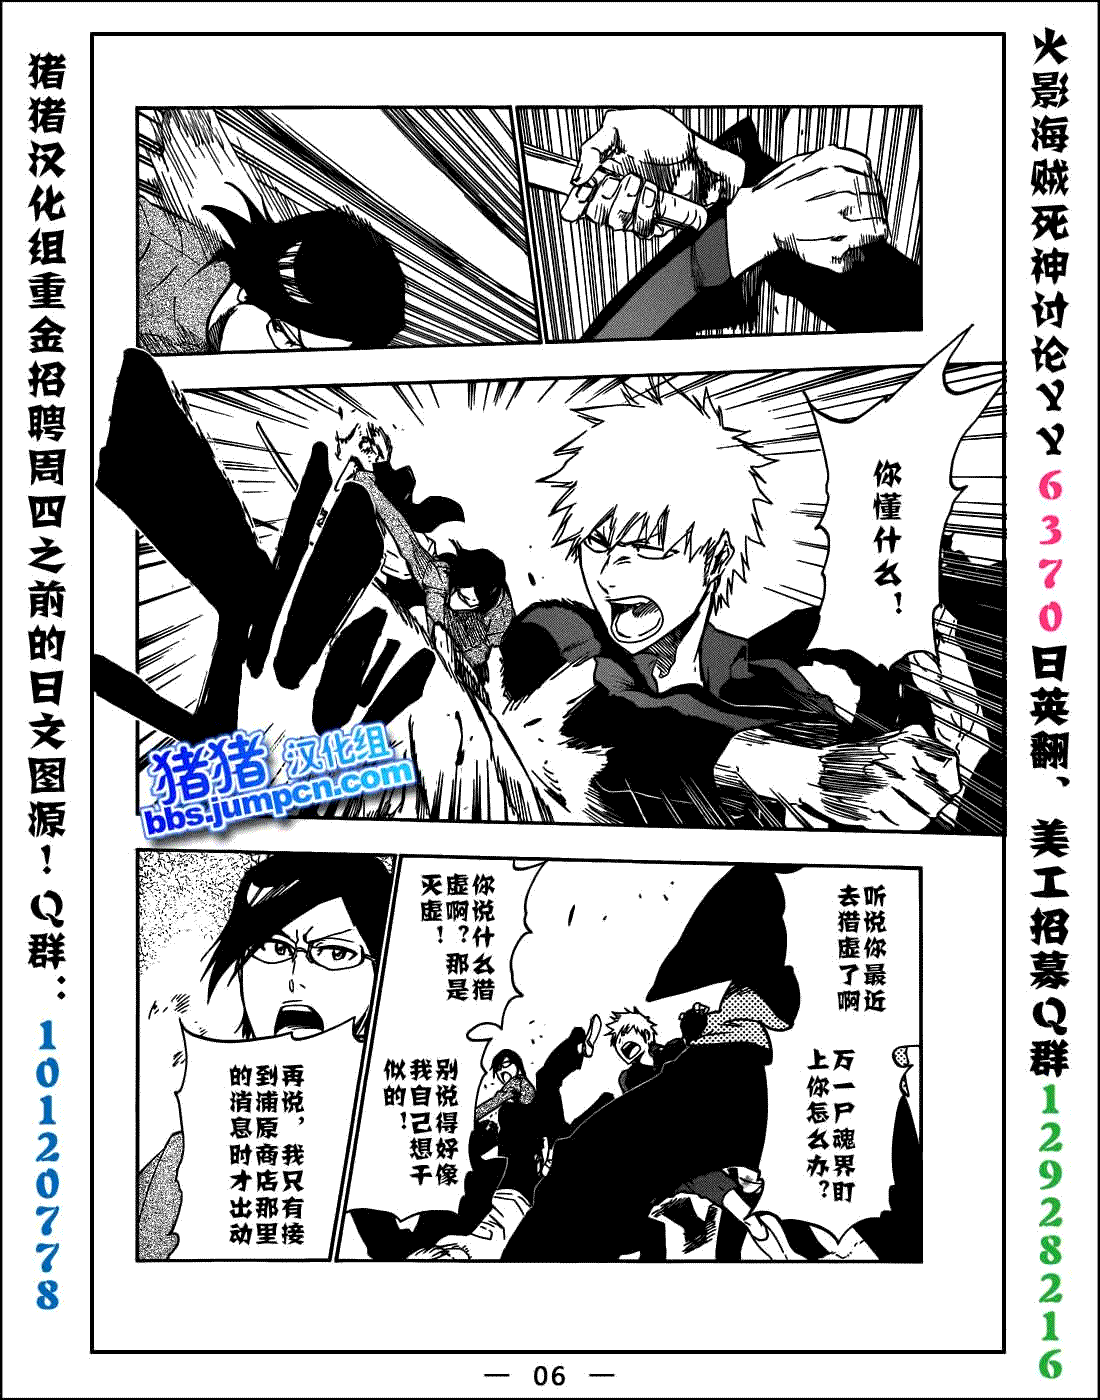 火影海贼死神讨论YY6370日英翻、美工招募Q群12928216
你懂什么！
听说你最近
去猎虚了啊
万一尸魂界盯
上你怎么办？
你说什么猎
虚啊？那是
灭虚！
别说得好像
我自己想干
似的！
再说，我只有接
到浦原商店那里
的消息时才出动
猪猪汉化组
bbs.jumpcn.com
猪猪汉化组重金招聘周四之前的日文图源！Q群：101207778
— 06 —